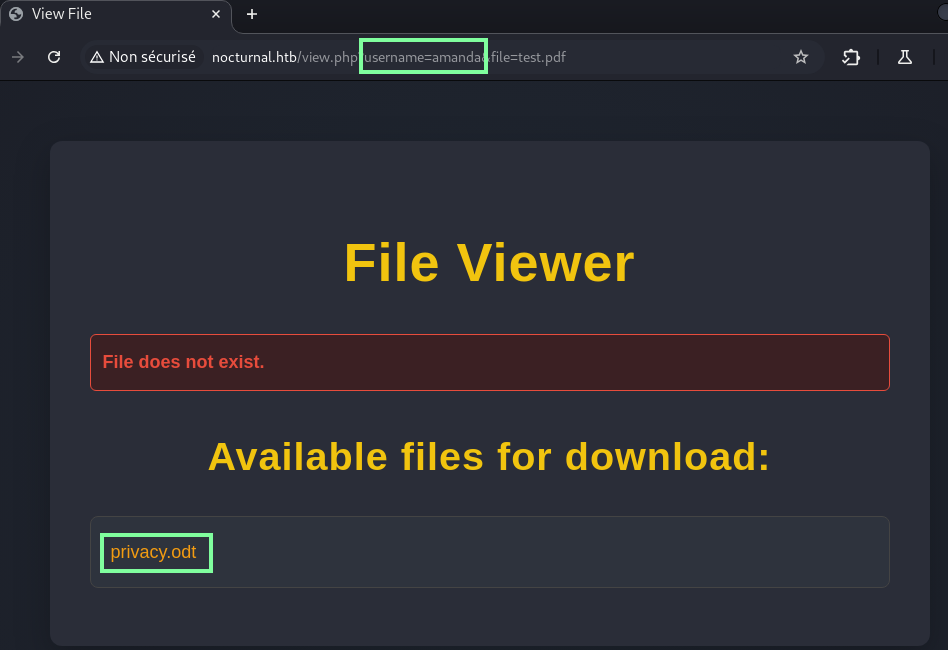 View File
Non sécurisé
nocturnal.htb/view.php?username=amanda&file=test.pdf
File Viewer
File does not exist.
Available files for download:
privacy.odt